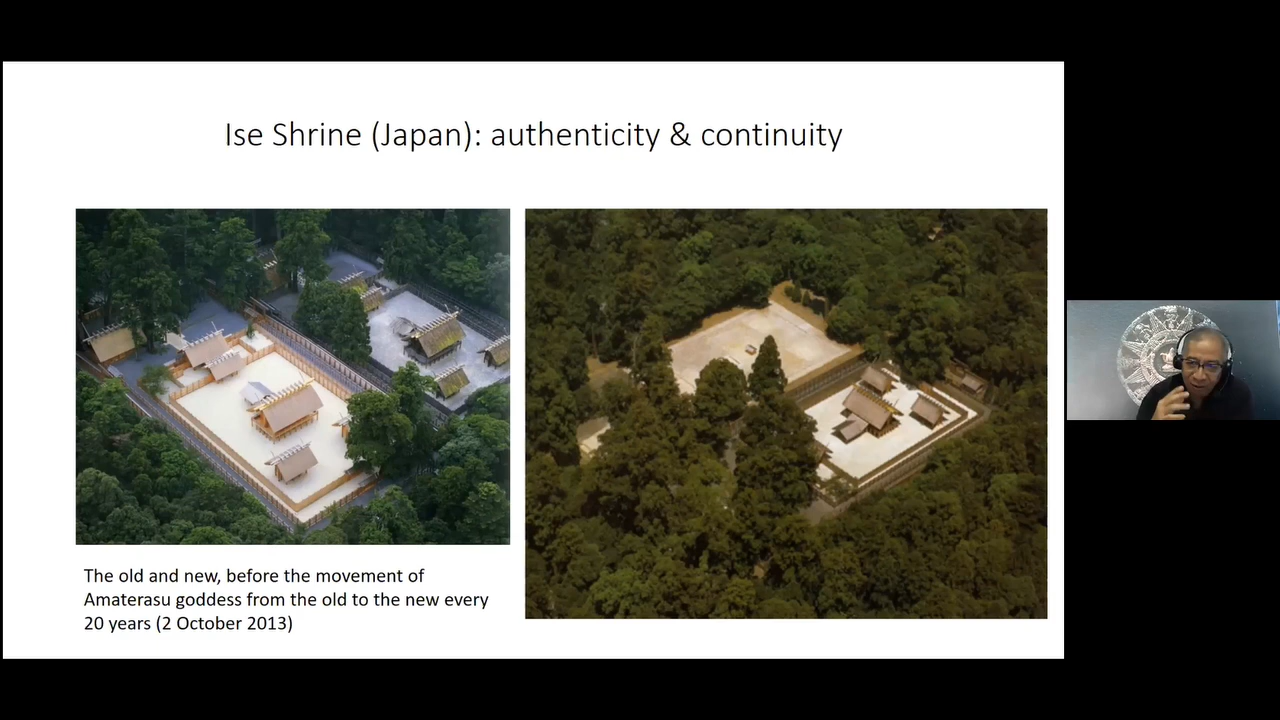 Ise Shrine (Japan): authenticity & continuity
The old and new, before the movement of
Amaterasu goddess from the old to the new every
20 years (2 October 2013)